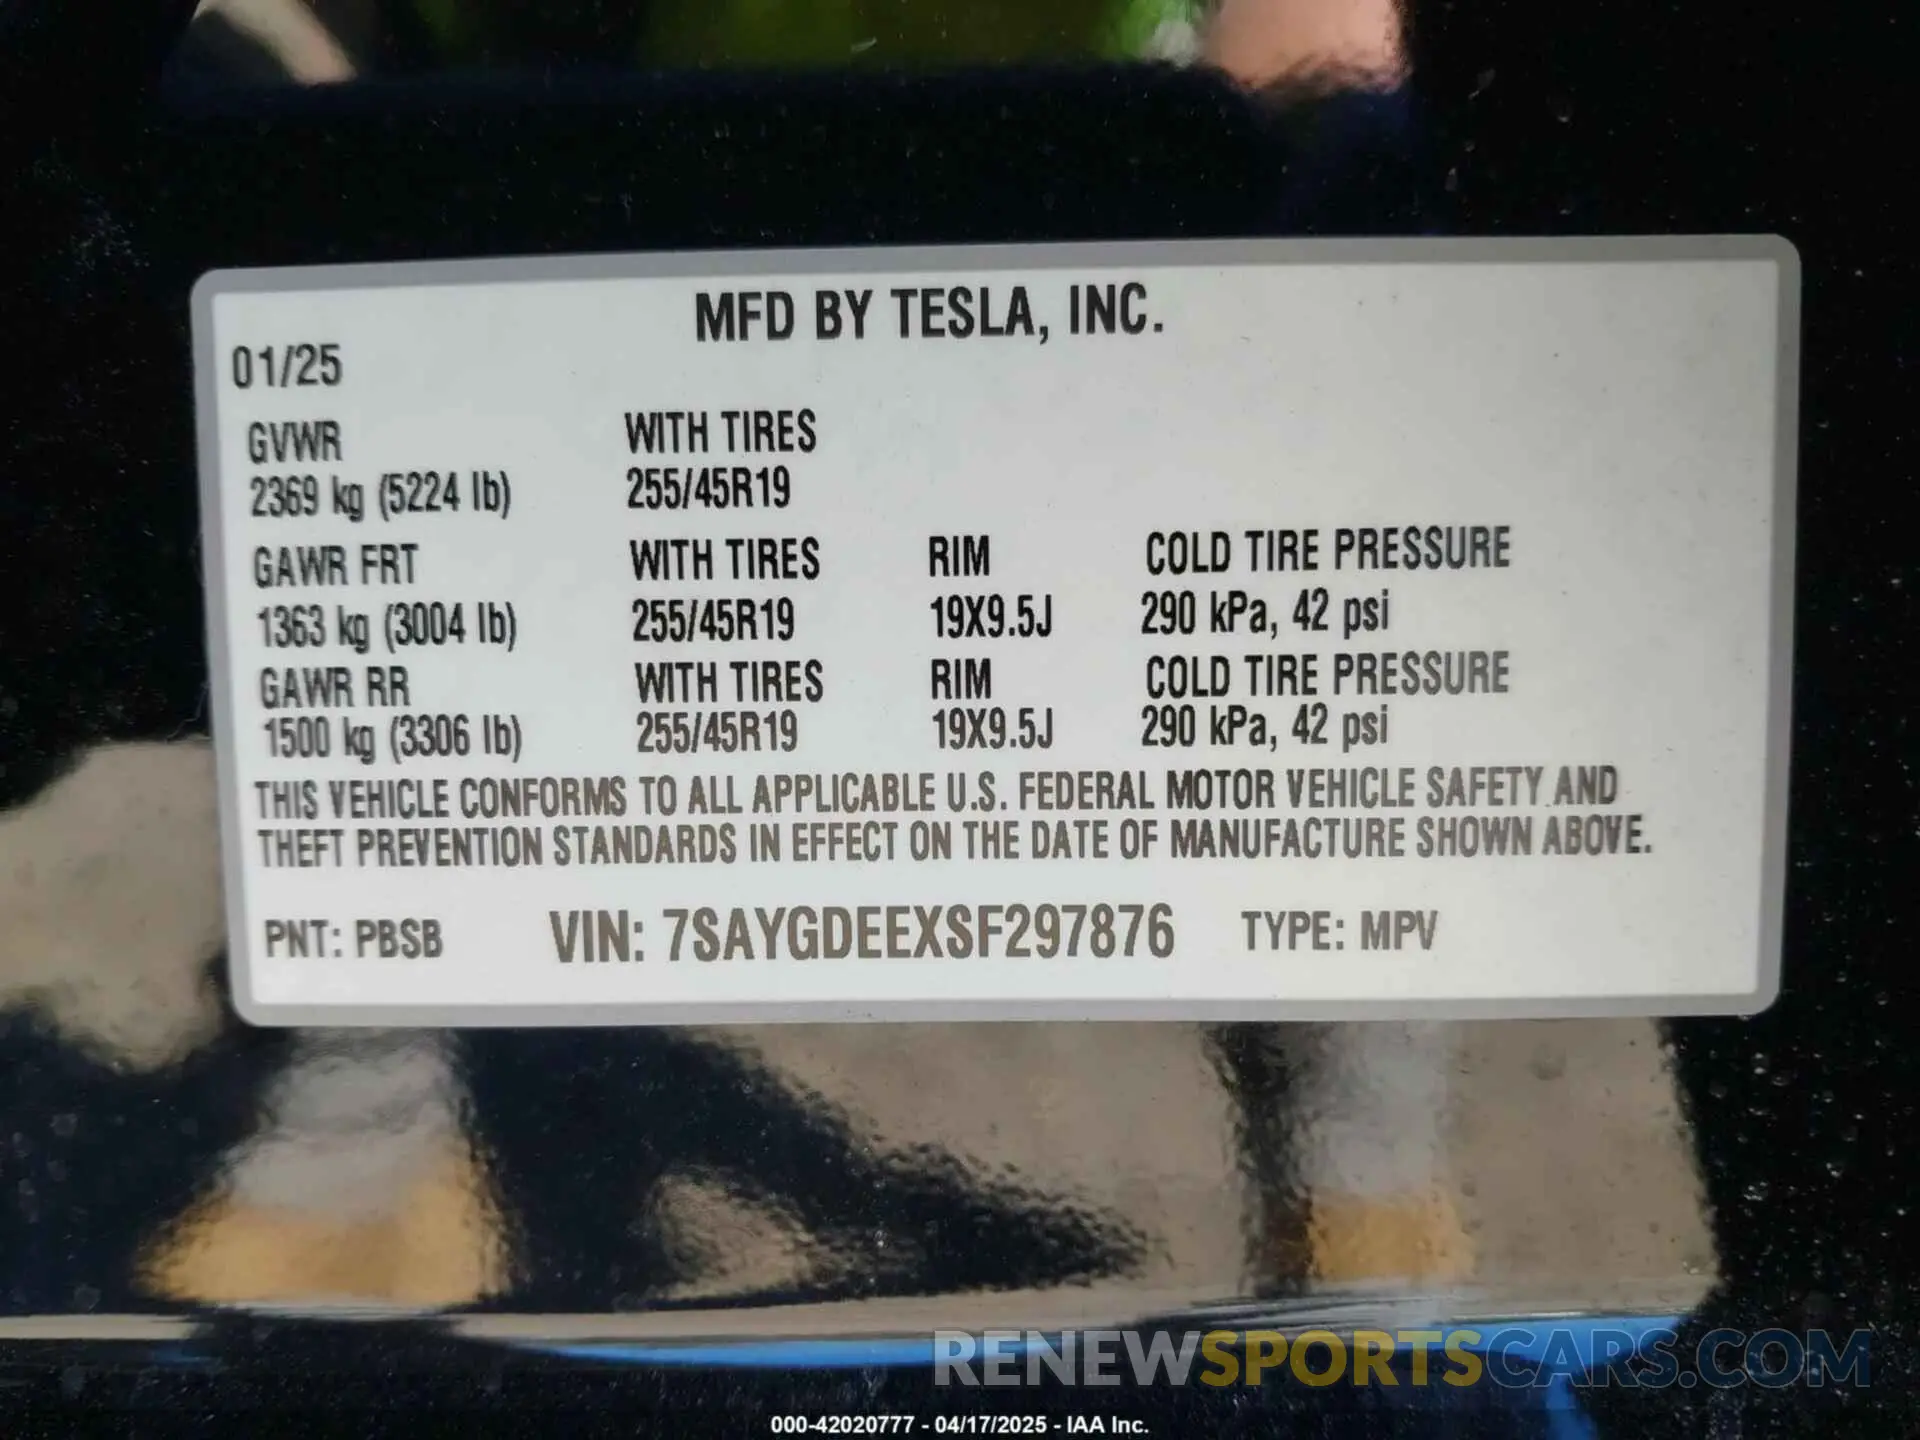 MFD BY TESLA, INC.
01/25
GVWR WITH TIRES
2369 kg (5224 lb) 255/45R19
GAWR FRT WITH TIRES RIM COLD TIRE PRESSURE
1363 kg (3004 lb) 255/45R19 19X9.5J 290 kPa, 42 psi
GAWR RR WITH TIRES RIM COLD TIRE PRESSURE
1500 kg (3306 lb) 255/45R19 19X9.5J 290 kPa, 42 psi
THIS VEHICLE CONFORMS TO ALL APPLICABLE U.S. FEDERAL MOTOR VEHICLE SAFETY AND
THEFT PREVENTION STANDARDS IN EFFECT ON THE DATE OF MANUFACTURE SHOWN ABOVE.
PNT: PBSB VIN: 7SAYGDEEXSF297876 TYPE: MPV
RENEWSPORTSCARS.COM
000-42020777 - 04/17/2025 - IAA Inc.